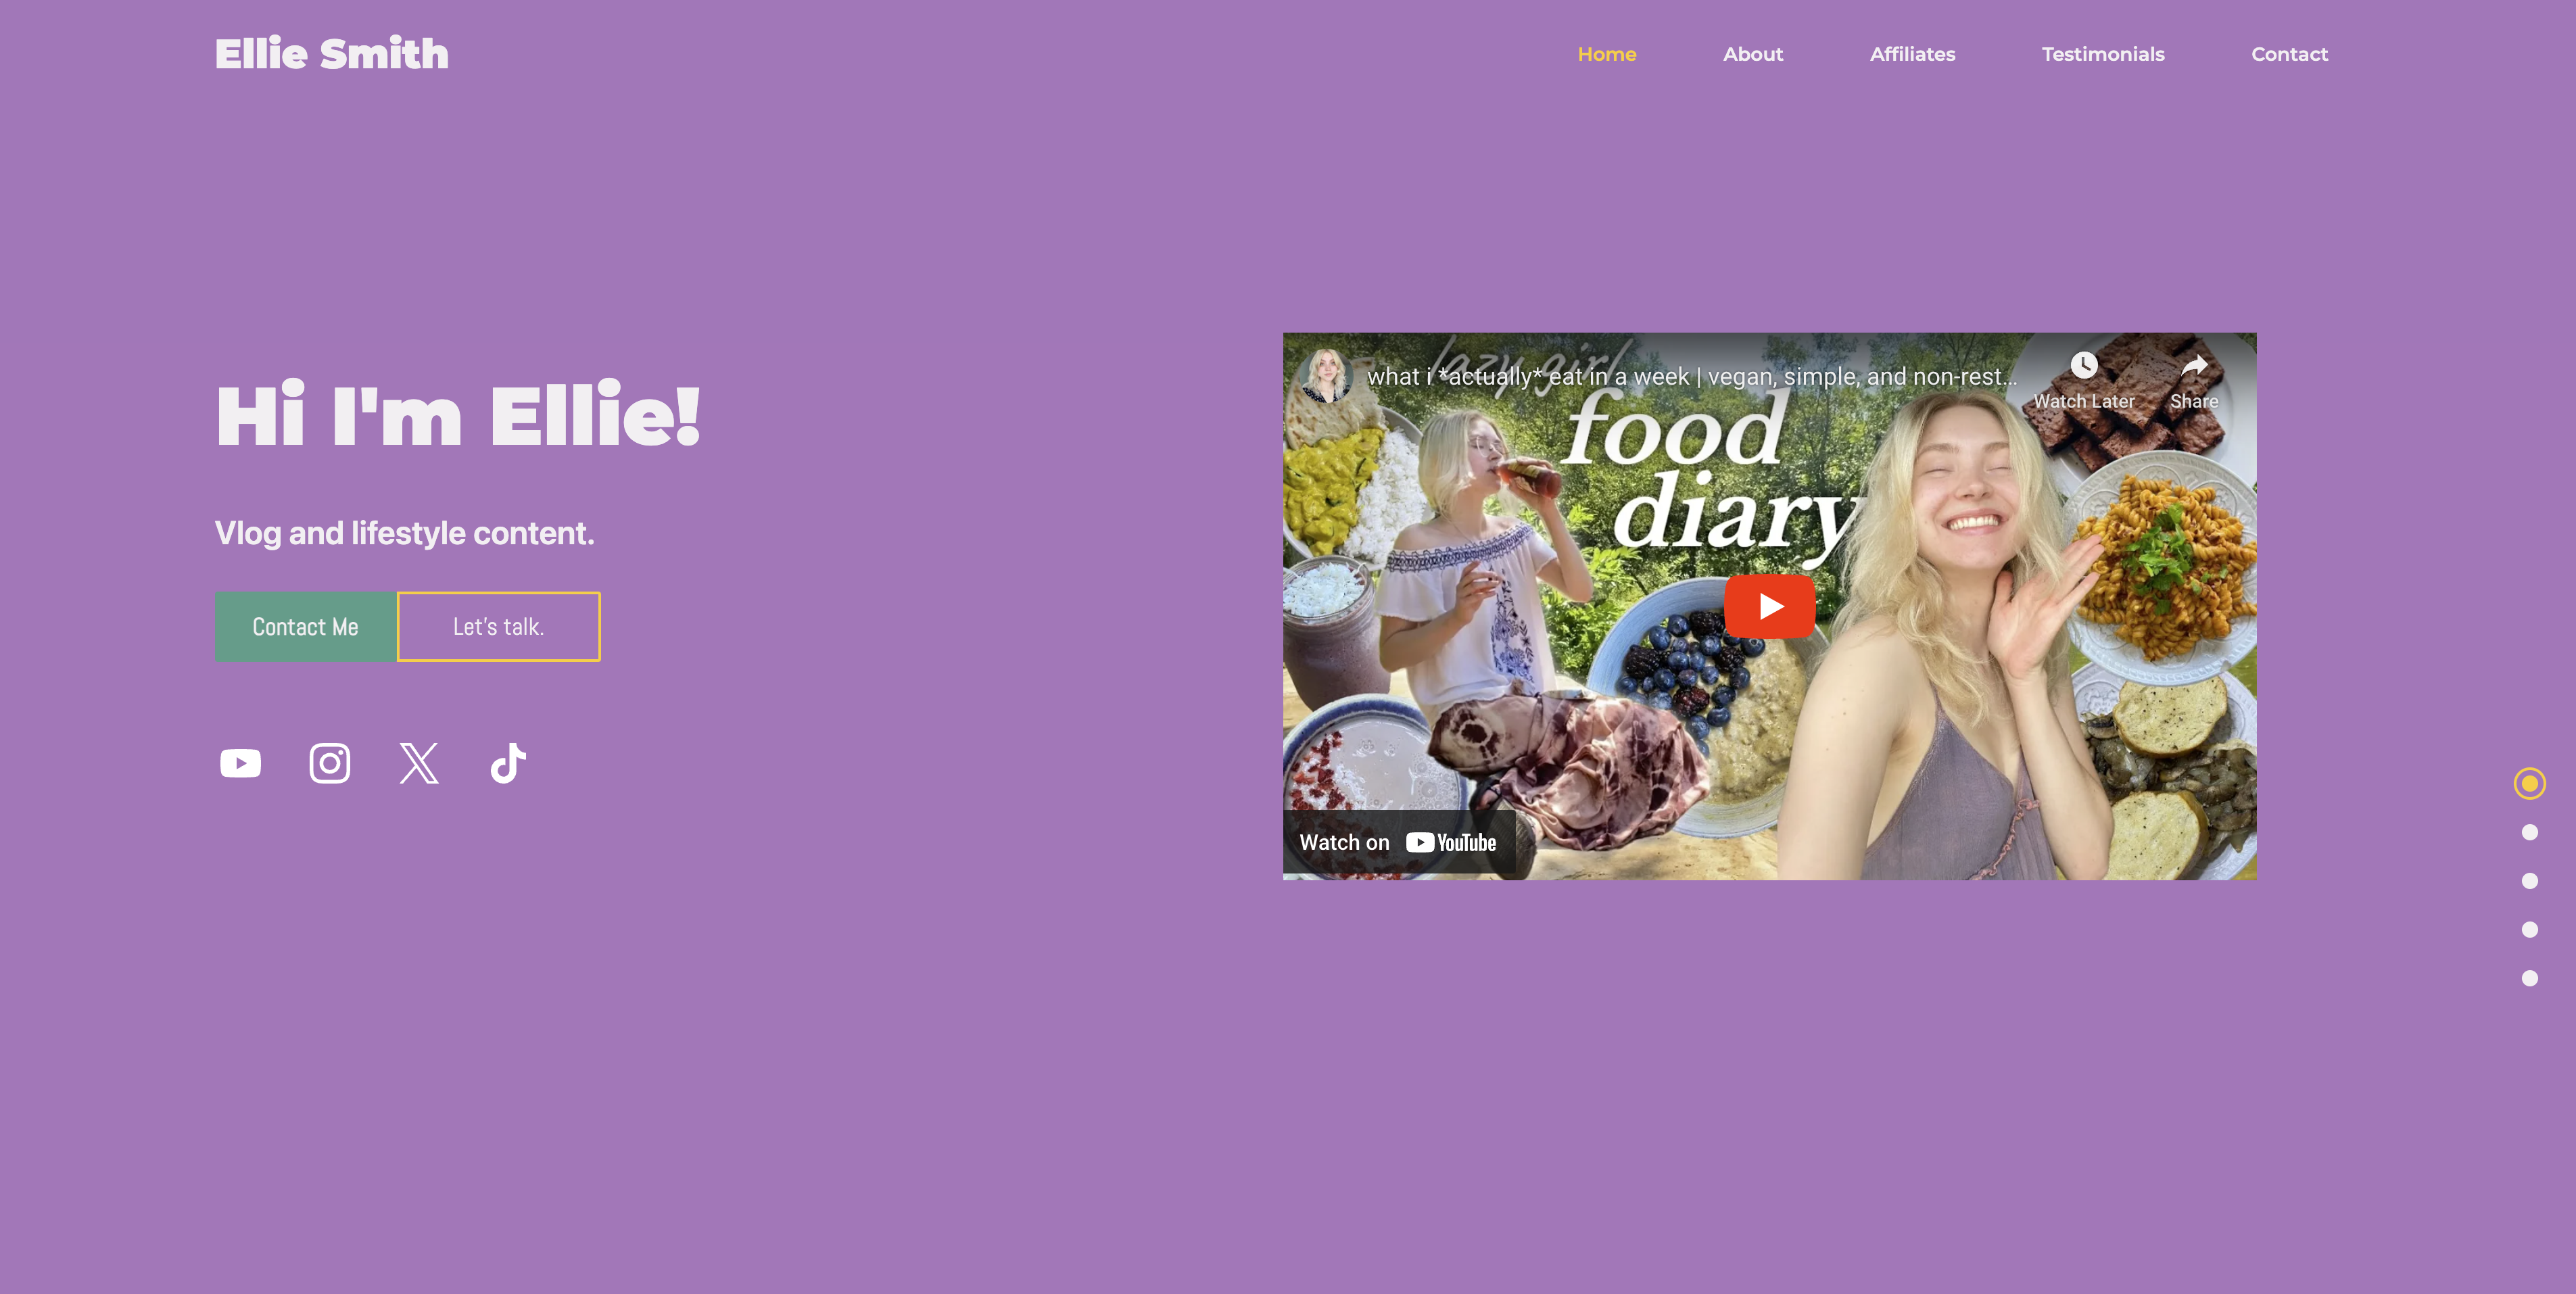 Ellie Smith
Home
About
Affiliates
Testimonials
Contact
Hi I'm Ellie!
Vlog and lifestyle content.
Contact Me
Let's talk.
lazy girl
what i *actually* eat in a week | vegan, simple, and non-rest...
Watch Later
Share
food
diary
Watch on YouTube